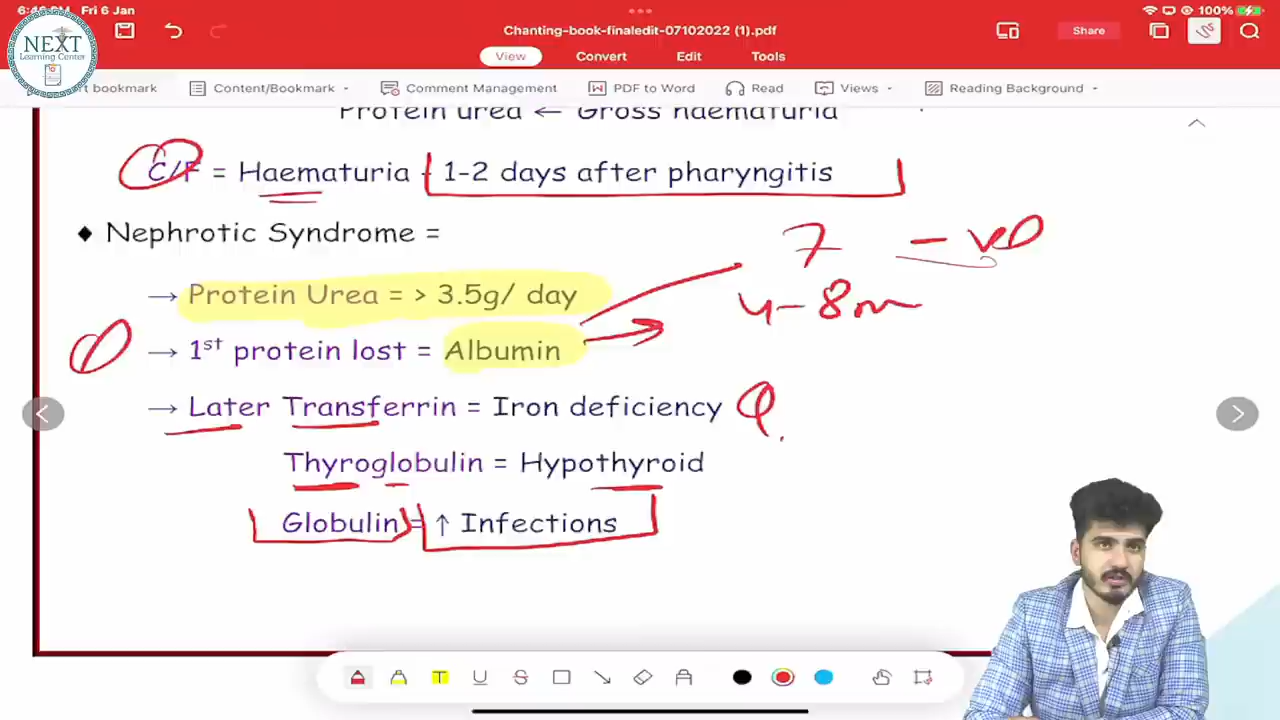 6:46 PM Fri 6 Jan
100%
NEXT
Learning Center
Chanting-book-finaledit-07102022 (1).pdf
Share
View
Convert
Edit
Tools
bookmark
Content/Bookmark
Comment Management
PDF to Word
Read
Views
Reading Background
Protein urea ← Gross haematuria
C/F = Haematuria - 1-2 days after pharyngitis
◆ Nephrotic Syndrome =
7 - ve
→ Protein Urea = > 3.5g/ day
4-8m
→ 1st protein lost = Albumin
→ Later Transferrin = Iron deficiency
Thyroglobulin = Hypothyroid
Globulin = ↑ Infections
T
U
S